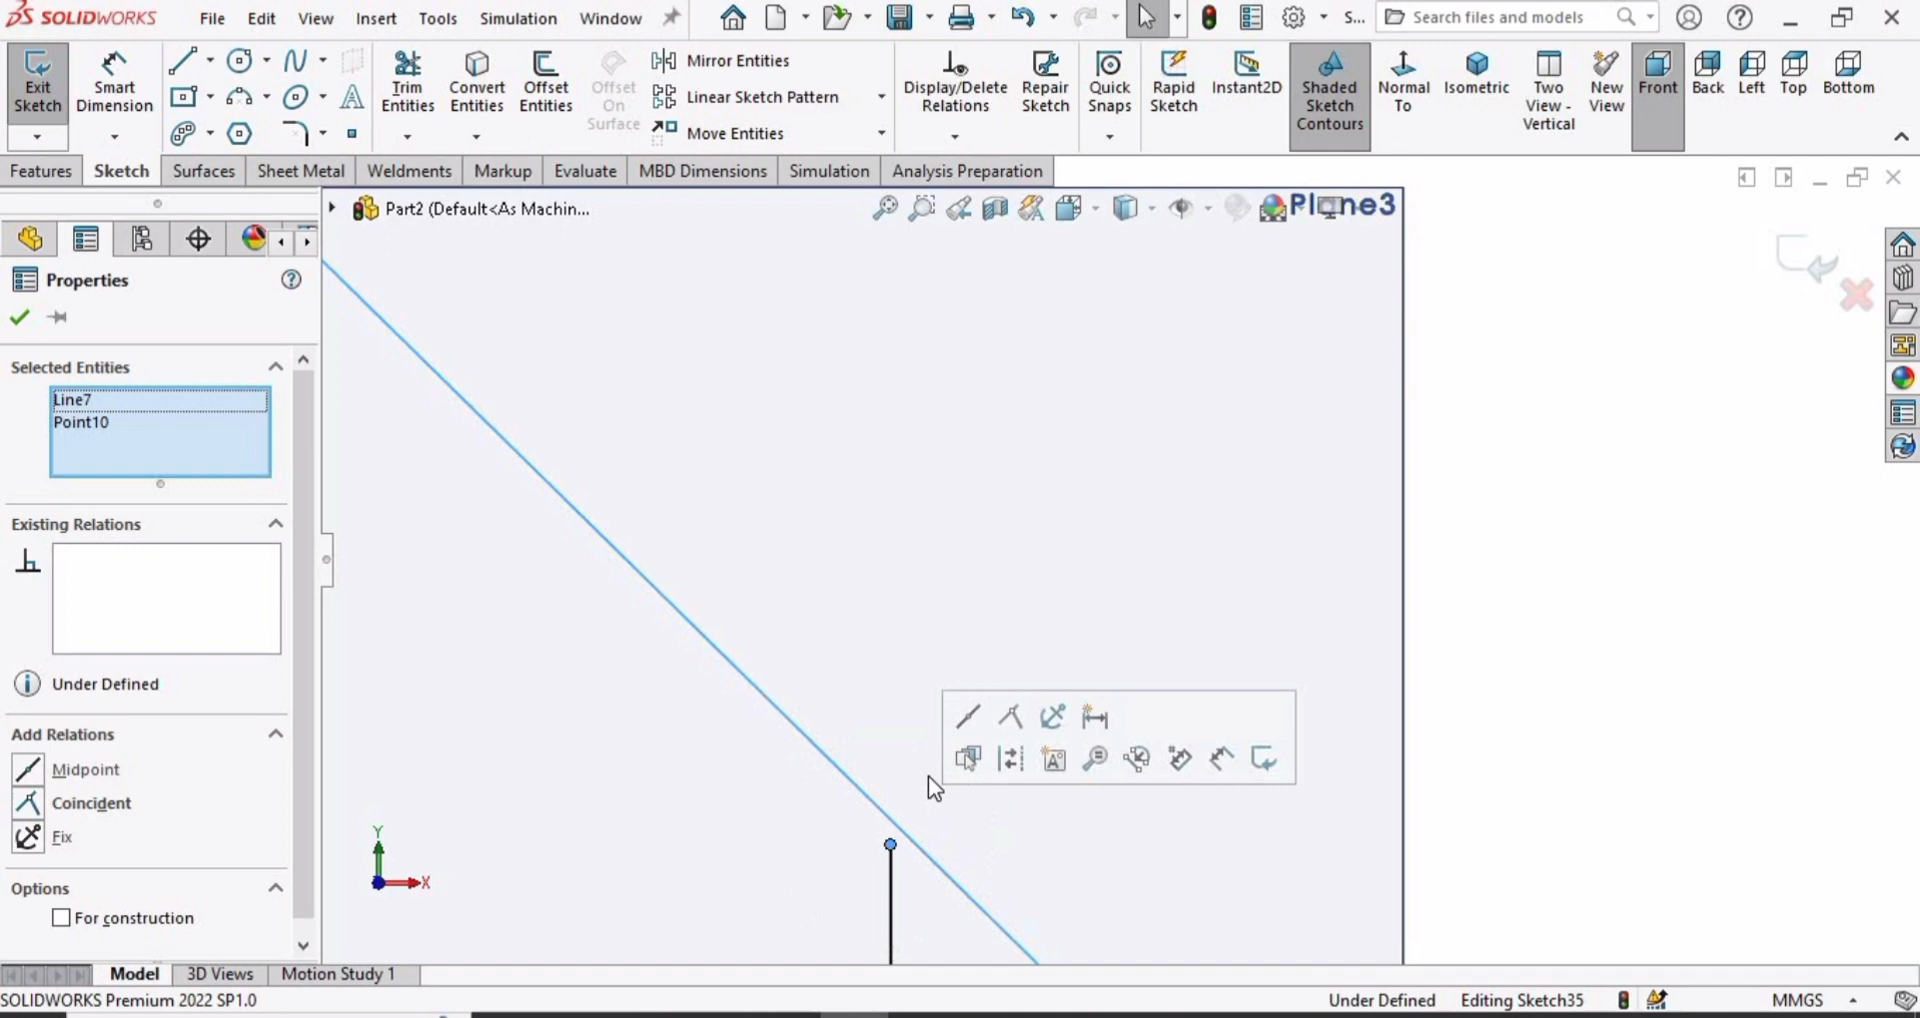 SOLIDWORKS File Edit View Insert Tools Simulation Window S... Search files and models
Exit Sketch
Smart Dimension
Trim Entities
Convert Entities
Offset Entities
Offset On Surface
Mirror Entities
Linear Sketch Pattern
Move Entities
Display/Delete Relations
Repair Sketch
Quick Snaps
Rapid Sketch
Instant2D
Shaded Sketch Contours
Normal To
Isometric
Two View - Vertical
New View
Front
Back
Left
Top
Bottom
Features Sketch Surfaces Sheet Metal Weldments Markup Evaluate MBD Dimensions Simulation Analysis Preparation
Part2 (Default<As Machin...
Plane3
Properties
Selected Entities
Line7
Point10
Existing Relations
Under Defined
Add Relations
Midpoint
Coincident
Fix
Options
For construction
Y
X
Model 3D Views Motion Study 1
SOLIDWORKS Premium 2022 SP1.0 Under Defined Editing Sketch35 MMGS